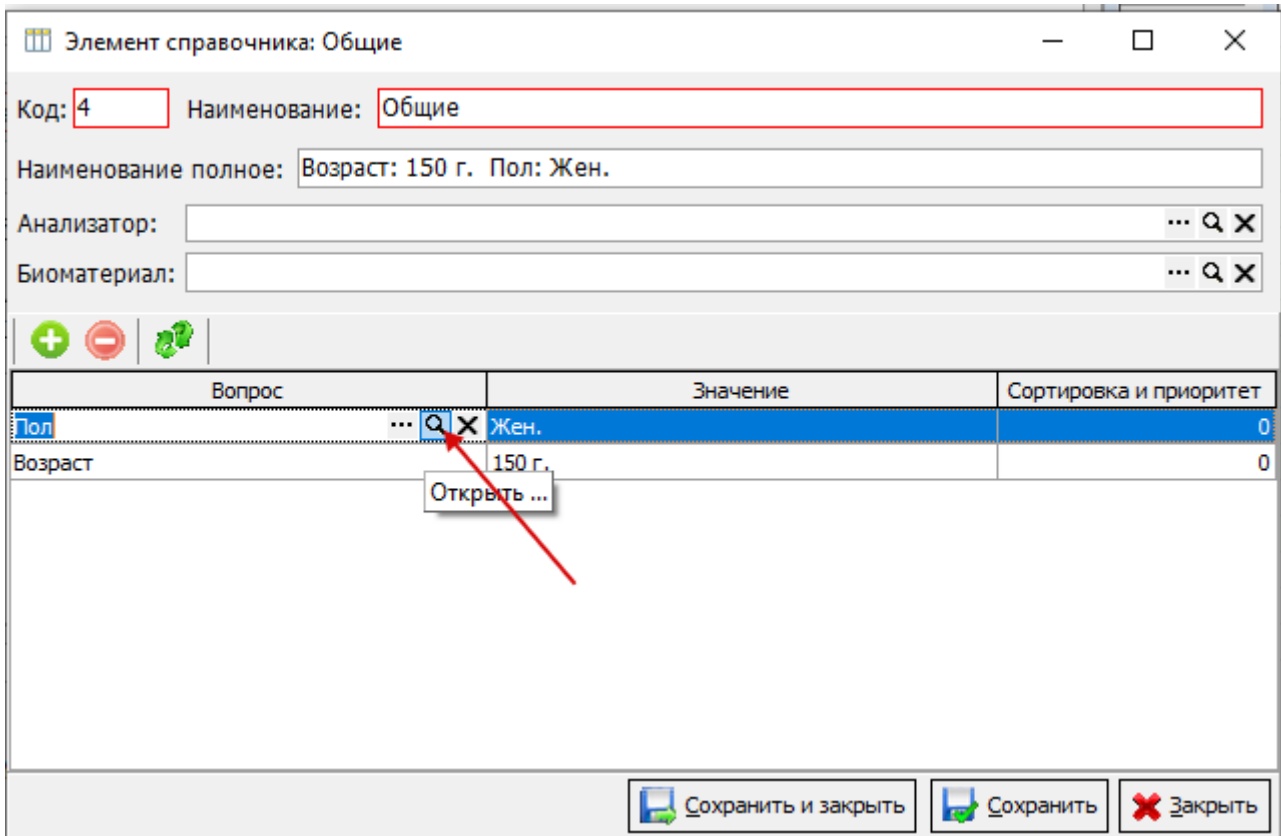 Элемент справочника: Общие
Код: 4 Наименование: Общие
Наименование полное: Возраст: 150 г. Пол: Жен.
Анализатор:
Биоматериал:
Вопрос Значение Сортировка и приоритет
Пол Жен. 0
Возраст 150 г. 0
Открыть ...
Сохранить и закрыть Сохранить Закрыть